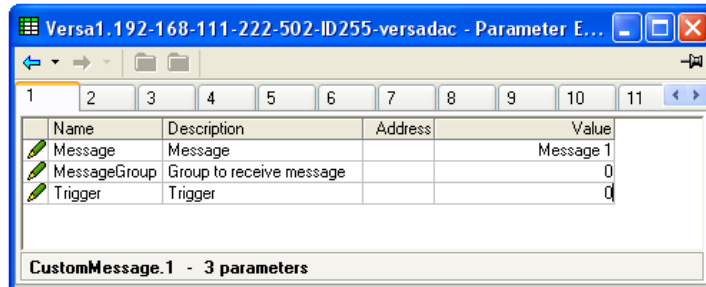 Versa1.192-168-111-222-502-ID255-versadac - Parameter E...
1 2 3 4 5 6 7 8 9 10 11
Name Description Address Value
Message Message Message 1
MessageGroup Group to receive message 0
Trigger Trigger 0
CustomMessage.1 - 3 parameters